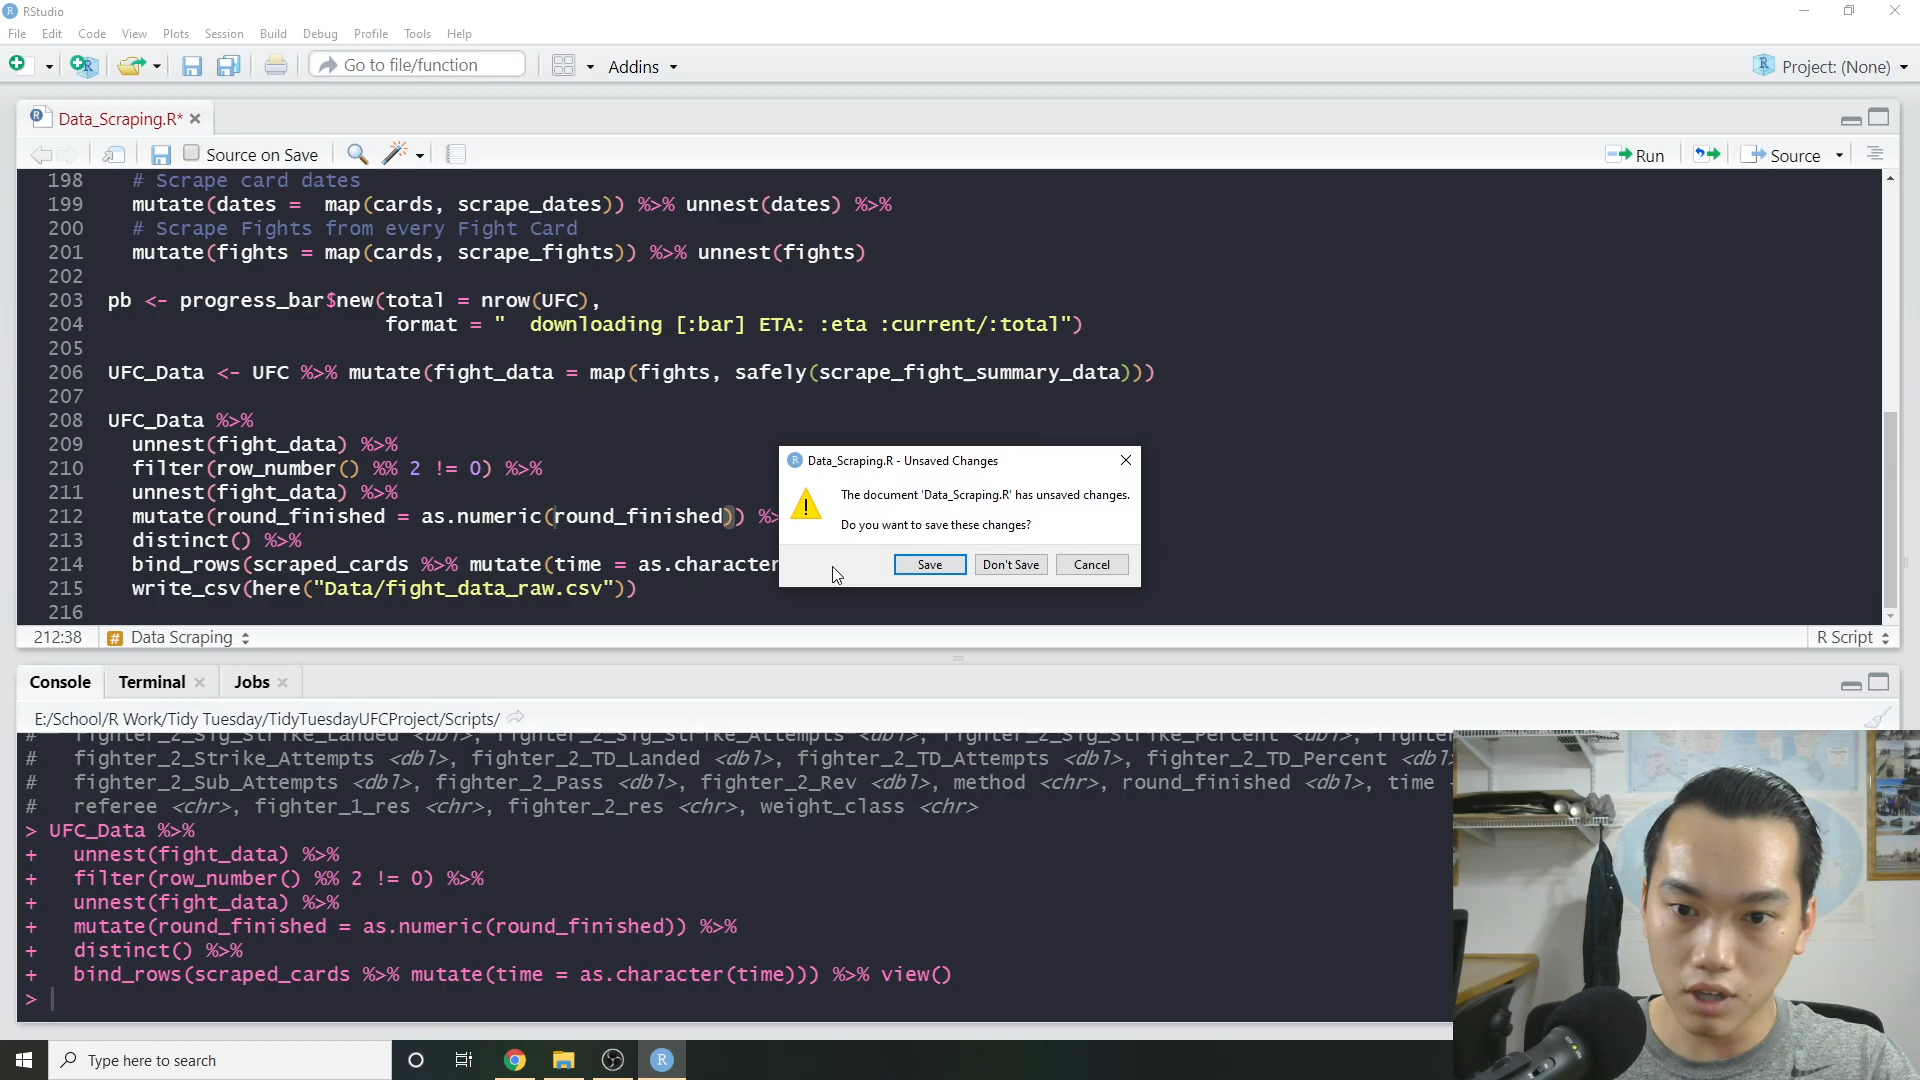 RStudio
File Edit Code View Plots Session Build Debug Profile Tools Help
Go to file/function Addins Project: (None)
Data_Scraping.R*
Source on Save Run Source
198 # Scrape card dates
199 mutate(dates =  map(cards, scrape_dates)) %>% unnest(dates) %>%
200 # Scrape Fights from every Fight Card
201 mutate(fights = map(cards, scrape_fights)) %>% unnest(fights)
202
203 pb <- progress_bar$new(total = nrow(UFC),
204 format = "  downloading [:bar] ETA: :eta :current/:total")
205
206 UFC_Data <- UFC %>% mutate(fight_data = map(fights, safely(scrape_fight_summary_data)))
207
208 UFC_Data %>%
209 unnest(fight_data) %>%
210 filter(row_number() %% 2 != 0) %>%
211 unnest(fight_data) %>%
212 mutate(round_finished = as.numeric(round_finished)) %>
213 distinct() %>%
214 bind_rows(scraped_cards %>% mutate(time = as.character
215 write_csv(here("Data/fight_data_raw.csv"))
216
Data_Scraping.R - Unsaved Changes
The document 'Data_Scraping.R' has unsaved changes.
Do you want to save these changes?
Save Don't Save Cancel
212:38 # Data Scraping R Script
Console Terminal Jobs
E:/School/R Work/Tidy Tuesday/TidyTuesdayUFCProject/Scripts/
# fighter_2_Sig_Strike_Landed <dbl>, fighter_2_Sig_Strike_Attempts <dbl>, fighter_2_Sig_Strike_Percent <dbl>, fighter
# fighter_2_Strike_Attempts <dbl>, fighter_2_TD_Landed <dbl>, fighter_2_TD_Attempts <dbl>, fighter_2_TD_Percent <dbl>
# fighter_2_Sub_Attempts <dbl>, fighter_2_Pass <dbl>, fighter_2_Rev <dbl>, method <chr>, round_finished <dbl>, time
# referee <chr>, fighter_1_res <chr>, fighter_2_res <chr>, weight_class <chr>
> UFC_Data %>%
+ unnest(fight_data) %>%
+ filter(row_number() %% 2 != 0) %>%
+ unnest(fight_data) %>%
+ mutate(round_finished = as.numeric(round_finished)) %>%
+ distinct() %>%
+ bind_rows(scraped_cards %>% mutate(time = as.character(time))) %>% view()
>
Type here to search